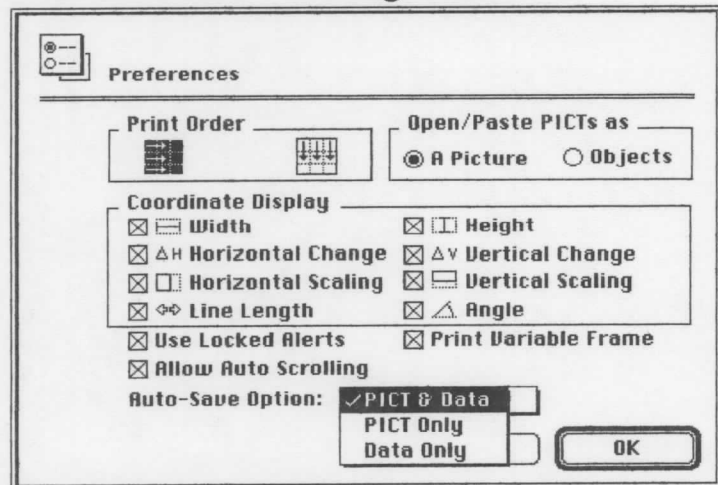 Preferences
Print Order
Open/Paste PICTs as
A Picture
Objects
Coordinate Display
Width
Height
ΔH Horizontal Change
ΔV Vertical Change
Horizontal Scaling
Vertical Scaling
Line Length
Angle
Use Locked Alerts
Print Variable Frame
Allow Auto Scrolling
Auto-Save Option:
✓PICT & Data
PICT Only
Data Only
OK